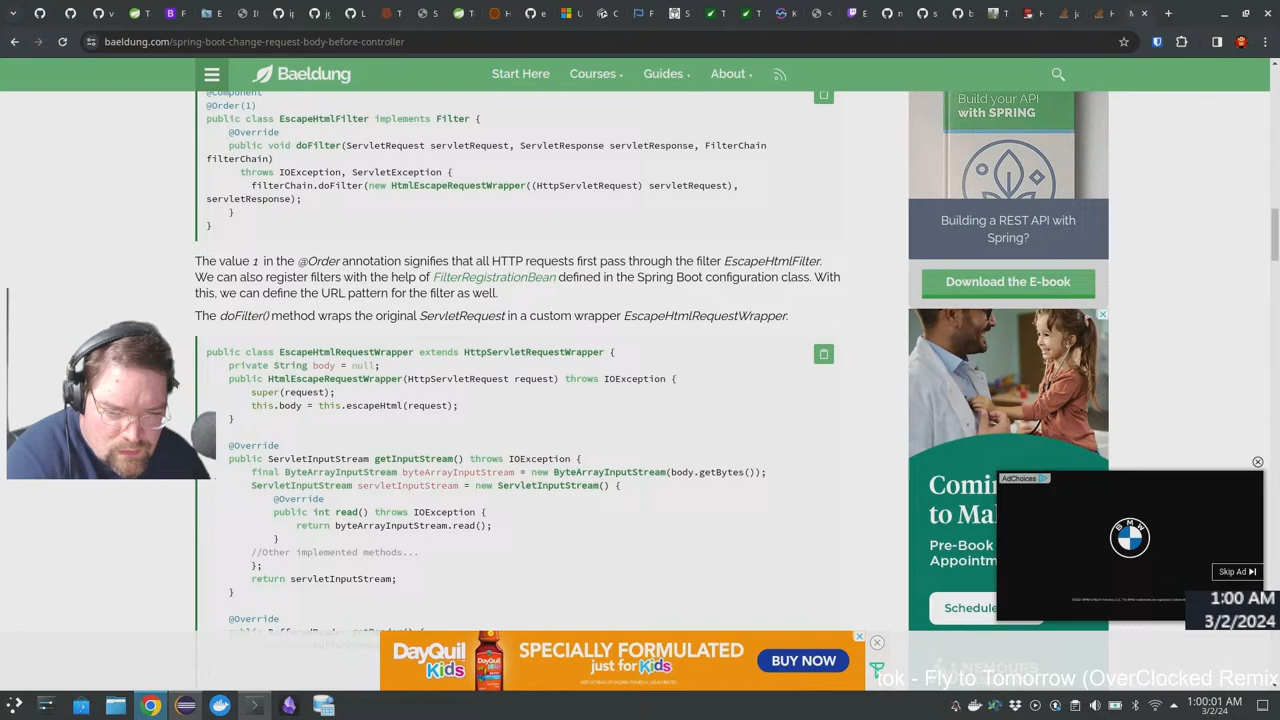 baeldung.com/spring-boot-change-request-body-before-controller
Baeldung
Start Here
Courses
Guides
About
@Component
@Order(1)
public class EscapeHtmlFilter implements Filter {
@Override
public void doFilter(ServletRequest servletRequest, ServletResponse servletResponse, FilterChain
filterChain)
throws IOException, ServletException {
filterChain.doFilter(new HtmlEscapeRequestWrapper((HttpServletRequest) servletRequest),
servletResponse);
}
}
The value 1 in the @Order annotation signifies that all HTTP requests first pass through the filter EscapeHtmlFilter.
We can also register filters with the help of FilterRegistrationBean defined in the Spring Boot configuration class. With
this, we can define the URL pattern for the filter as well.
The doFilter() method wraps the original ServletRequest in a custom wrapper EscapeHtmlRequestWrapper.
public class EscapeHtmlRequestWrapper extends HttpServletRequestWrapper {
private String body = null;
public HtmlEscapeRequestWrapper(HttpServletRequest request) throws IOException {
super(request);
this.body = this.escapeHtml(request);
}
@Override
public ServletInputStream getInputStream() throws IOException {
final ByteArrayInputStream byteArrayInputStream = new ByteArrayInputStream(body.getBytes());
ServletInputStream servletInputStream = new ServletInputStream() {
@Override
public int read() throws IOException {
return byteArrayInputStream.read();
}
//Other implemented methods...
};
return servletInputStream;
}
@Override
Build your API
with SPRING
Building a REST API with
Spring?
Download the E-book
Comi
to Ma
Pre-Book
Appointm
Schedule
AdChoices
BMW
Skip Ad
1:00 AM
3/2/2024
DayQuil
Kids
SPECIALLY FORMULATED
just for Kids
BUY NOW
NEMOURS
tok - Fly to Tomorrow (OverClocked Remix
1:00:01 AM
3/2/24